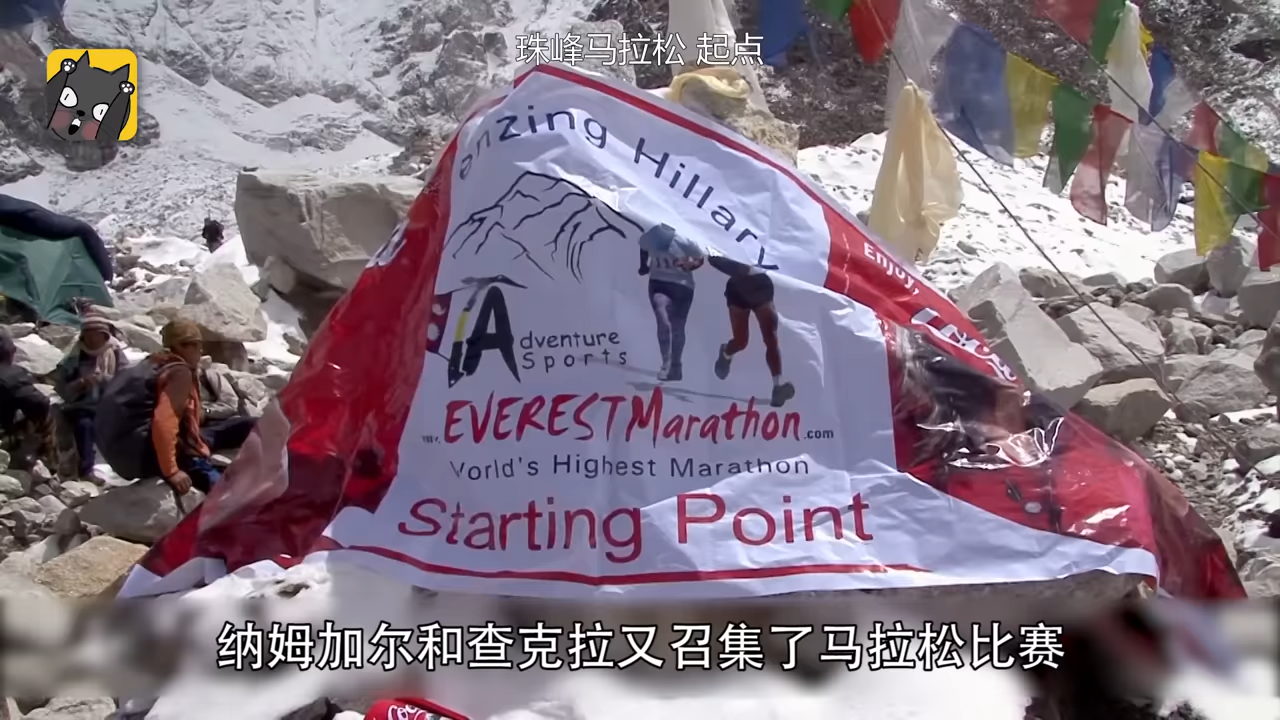 珠峰马拉松 起点
anzing Hillary
Enjoy,
Adventure
Sports
EVERESTMarathon.com
World's Highest Marathon
Starting Point
纳姆加尔和查克拉又召集了马拉松比赛